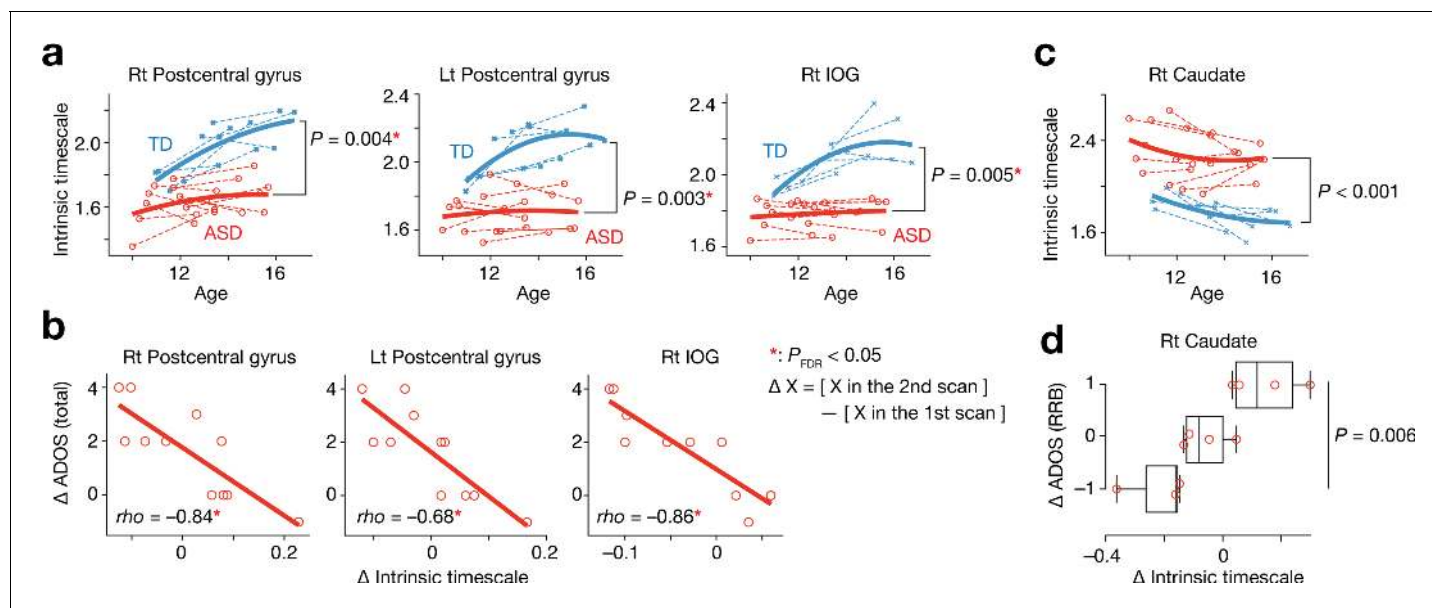 a
Rt Postcentral gyrus
Intrinsic timescale
2.0
1.6
TD
ASD
P = 0.004*
12
16
Age
Lt Postcentral gyrus
2.4
2.0
1.6
TD
ASD
P = 0.003*
12
16
Age
Rt IOG
2.4
2.0
1.6
TD
ASD
P = 0.005*
12
16
Age
c
Rt Caudate
Intrinsic timescale
2.4
1.6
P < 0.001
12
16
Age
b
Rt Postcentral gyrus
Δ ADOS (total)
4
2
0
rho = –0.84*
0
0.2
Lt Postcentral gyrus
4
2
0
rho = –0.68*
0
0.2
Rt IOG
4
2
0
rho = –0.86*
–0.1
0
Δ Intrinsic timescale
*: PFDR < 0.05
Δ X = [ X in the 2nd scan ]
— [ X in the 1st scan ]
d
Rt Caudate
Δ ADOS (RRB)
1
0
–1
P = 0.006
–0.4
0
Δ Intrinsic timescale